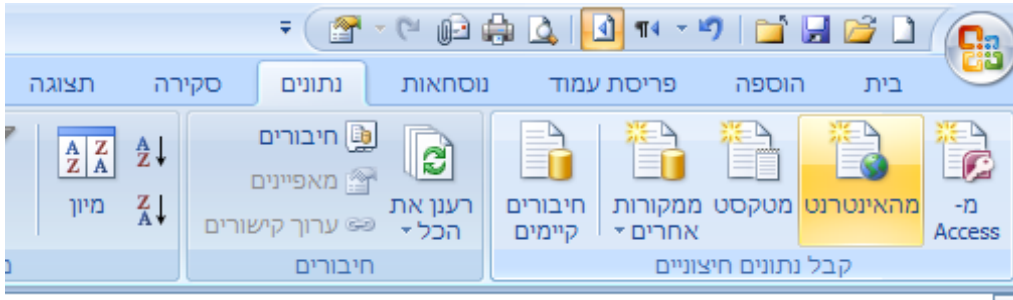 בית הוספה פריסת עמוד נוסחאות נתונים סקירה תצוגה
מ-
Access
מהאינטרנט
מטקסט
ממקורות
אחרים
חיבורים
קיימים
קבל נתונים חיצוניים
רענן את
הכל
חיבורים
מאפיינים
ערוך קישורים
חיבורים
מיון